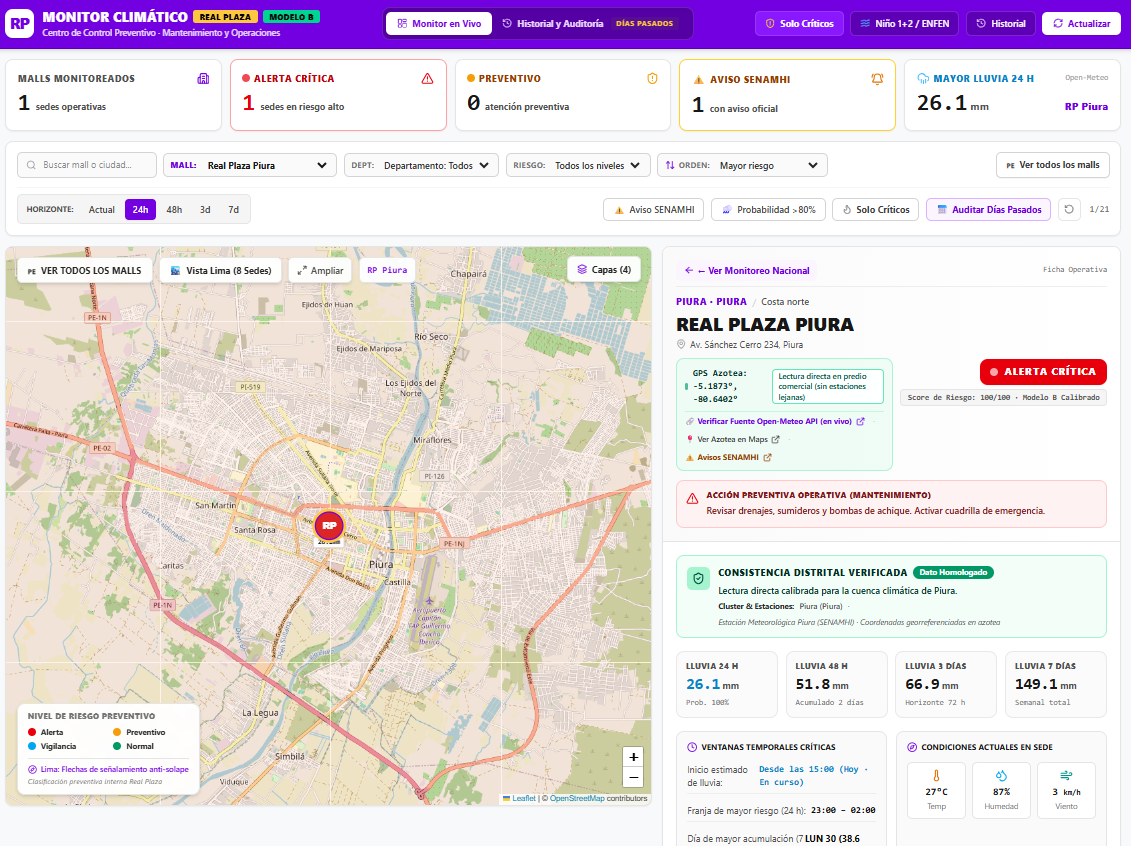 RP
MONITOR CLIMÁTICO REAL PLAZA MODELO B
Centro de Control Preventivo · Mantenimiento y Operaciones
Monitor en Vivo
Historial y Auditoría DÍAS PASADOS
Solo Críticos
Niño 1+2 / ENFEN
Historial
Actualizar
MALLS MONITOREADOS
1 sedes operativas
ALERTA CRÍTICA
1 sedes en riesgo alto
PREVENTIVO
0 atención preventiva
AVISO SENAMHI
1 con aviso oficial
MAYOR LLUVIA 24 H Open-Meteo
26.1 mm RP Piura
Buscar mall o ciudad...
MALL: Real Plaza Piura
DEPT: Departamento: Todos
RIESGO: Todos los niveles
ORDEN: Mayor riesgo
PE Ver todos los malls
HORIZONTE: Actual 24h 48h 3d 7d
Aviso SENAMHI
Probabilidad >80%
Solo Críticos
Auditar Días Pasados
1/21
PE VER TODOS LOS MALLS
Vista Lima (8 Sedes)
Ampliar
RP Piura
Capas (4)
Chapairá
Ejidos de Huan
PE-1N
Río Seco
Ejidos de Mariposa
PI-519
Los Ejidos del
Norte
Miraflores
PE-02
PI-126
San Martin
Santa Rosa
RP
PE-1NJ
Piura
Castilla
Caritas
PE-1N
Aeropuerto
Capitán
FAP Guillermo
Concha
Iberico
La Legua
Simbilá
Viduque
NIVEL DE RIESGO PREVENTIVO
Alerta Preventivo
Vigilancia Normal
Lima: Flechas de señalamiento anti-solape
Clasificación preventiva interna Real Plaza
+
−
Leaflet | © OpenStreetMap contributors
← ← Ver Monitoreo Nacional
Ficha Operativa
PIURA · PIURA / Costa norte
REAL PLAZA PIURA
Av. Sánchez Cerro 234, Piura
GPS Azotea:
-5.1873°,
-80.6402°
Lectura directa en predio
comercial (sin estaciones
lejanas)
Verificar Fuente Open-Meteo API (en vivo)
Ver Azotea en Maps
Avisos SENAMHI
ALERTA CRÍTICA
Score de Riesgo: 100/100 · Modelo B Calibrado
ACCIÓN PREVENTIVA OPERATIVA (MANTENIMIENTO)
Revisar drenajes, sumideros y bombas de achique. Activar cuadrilla de emergencia.
CONSISTENCIA DISTRITAL VERIFICADA Dato Homologado
Lectura directa calibrada para la cuenca climática de Piura.
Cluster & Estaciones: Piura (Piura) ·
Estación Meteorológica Piura (SENAMHI) · Coordenadas georreferenciadas en azotea
LLUVIA 24 H
26.1 mm
Prob. 100%
LLUVIA 48 H
51.8 mm
Acumulado 2 días
LLUVIA 3 DÍAS
66.9 mm
Horizonte 72 h
LLUVIA 7 DÍAS
149.1 mm
Semanal total
VENTANAS TEMPORALES CRÍTICAS
Inicio estimado
de lluvia:
Desde las 15:00 (Hoy ·
En curso)
Franja de mayor riesgo (24 h): 23:00 – 02:00
Día de mayor acumulación (7 LUN 30 (38.6
CONDICIONES ACTUALES EN SEDE
27°C
Temp
87%
Humedad
3 km/h
Viento